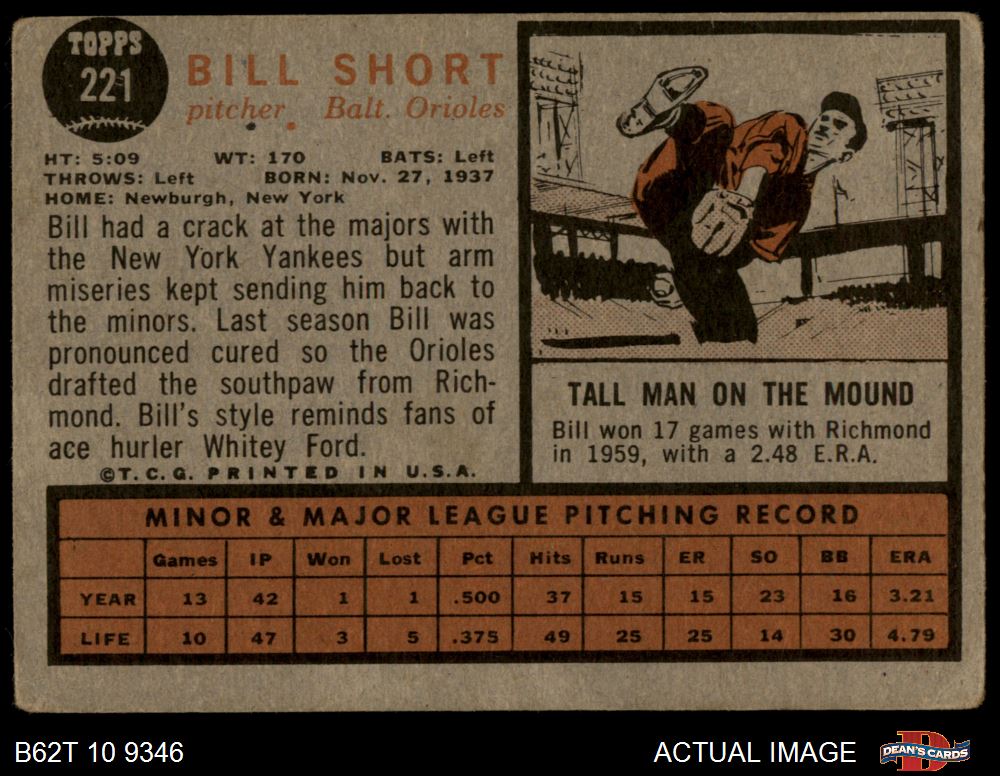 TOPPS
221
BILL SHORT
pitcher Balt. Orioles
HT: 5:09 WT: 170 BATS: Left
THROWS: Left BORN: Nov. 27, 1937
HOME: Newburgh, New York
Bill had a crack at the majors with
the New York Yankees but arm
miseries kept sending him back to
the minors. Last season Bill was
pronounced cured so the Orioles
drafted the southpaw from Rich-
mond. Bill's style reminds fans of
ace hurler Whitey Ford.
©T.C.G. PRINTED IN U.S.A.
TALL MAN ON THE MOUND
Bill won 17 games with Richmond
in 1959, with a 2.48 E.R.A.
MINOR & MAJOR LEAGUE PITCHING RECORD
Games IP Won Lost Pct Hits Runs ER SO BB ERA
YEAR 13 42 1 1 .500 37 15 15 23 16 3.21
LIFE 10 47 3 5 .375 49 25 25 14 30 4.79
B62T 10 9346
ACTUAL IMAGE
D
DEAN'S CARDS